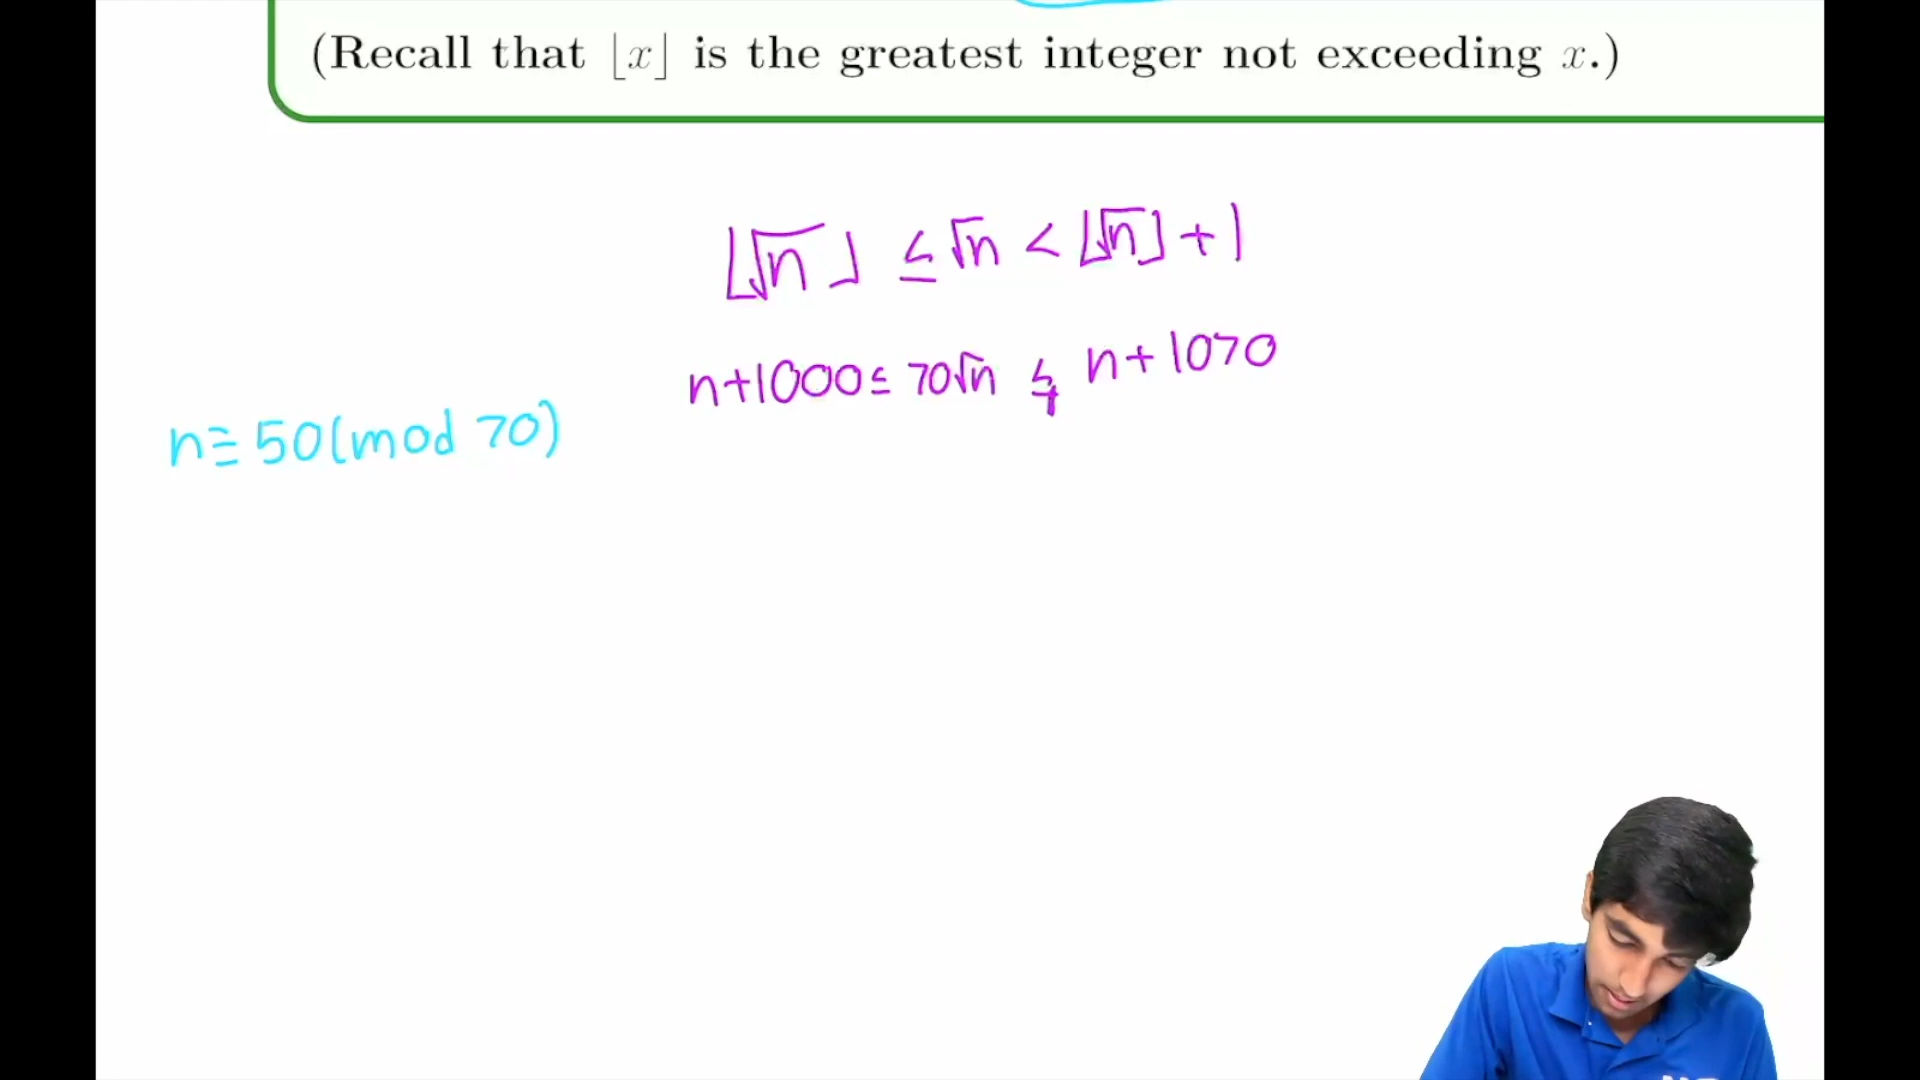 (Recall that ⌊x⌋ is the greatest integer not exceeding x.)
⌊√n⌋ ≤ √n < ⌊√n⌋ + 1
n+1000 ≤ 70√n ≨ n+1070
n ≡ 50(mod 70)